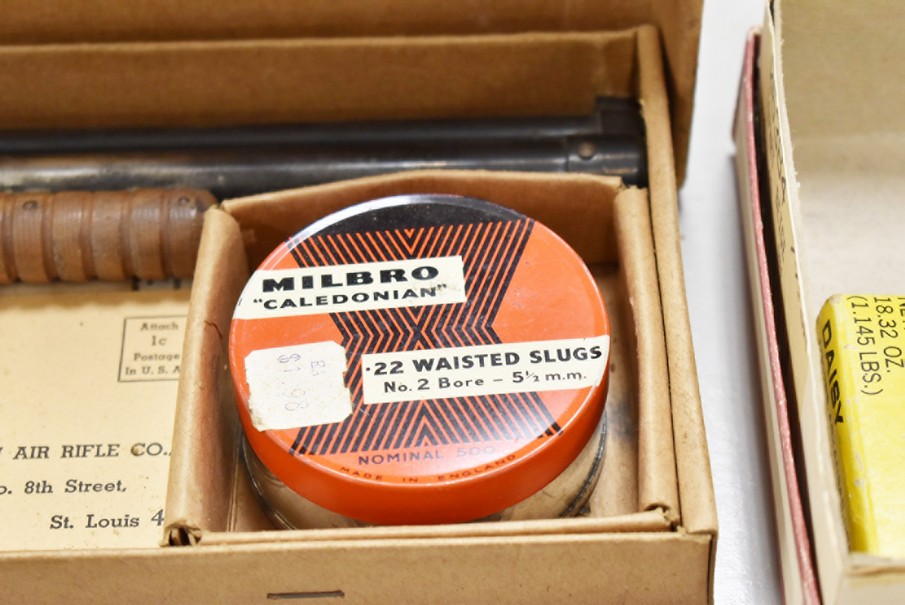 MILBRO
"CALEDONIAN"
.22 WAISTED SLUGS
No. 2 Bore – 5½ m.m.
NOMINAL 500
MADE IN ENGLAND
$1.98
Attach
1c
Postage
In U.S.A
AIR RIFLE CO.,
8th Street,
St. Louis 4
18.32 OZ.
(1.145 LBS.)
DAISY